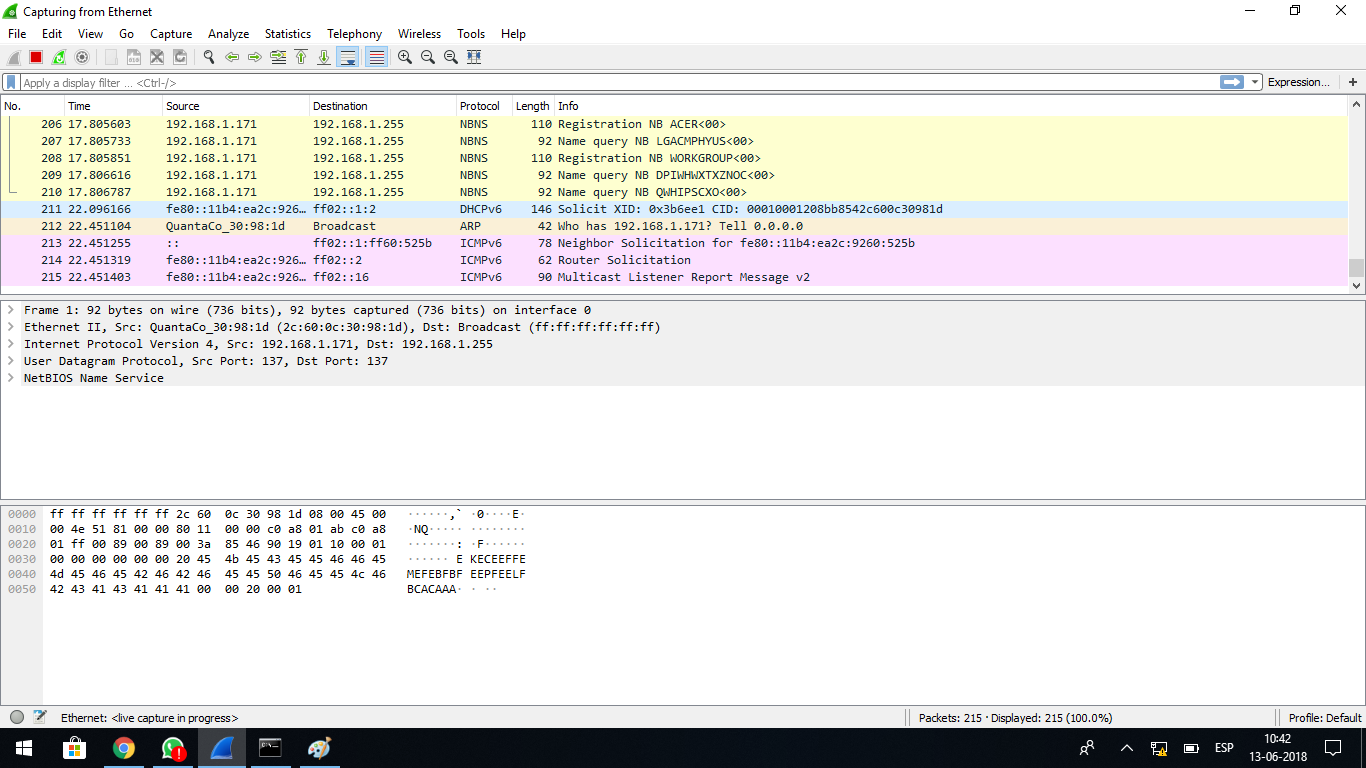 Capturing from Ethernet
File Edit View Go Capture Analyze Statistics Telephony Wireless Tools Help
Apply a display filter ... <Ctrl-/> Expression... +
No. Time Source Destination Protocol Length Info
206 17.805603 192.168.1.171 192.168.1.255 NBNS 110 Registration NB ACER<00>
207 17.805733 192.168.1.171 192.168.1.255 NBNS 92 Name query NB LGACMPHYUS<00>
208 17.805851 192.168.1.171 192.168.1.255 NBNS 110 Registration NB WORKGROUP<00>
209 17.806616 192.168.1.171 192.168.1.255 NBNS 92 Name query NB DPIWHWXTXZNOC<00>
210 17.806787 192.168.1.171 192.168.1.255 NBNS 92 Name query NB QWHIPSCXO<00>
211 22.096166 fe80::11b4:ea2c:926… ff02::1:2 DHCPv6 146 Solicit XID: 0x3b6ee1 CID: 00010001208bb8542c600c30981d
212 22.451104 QuantaCo_30:98:1d Broadcast ARP 42 Who has 192.168.1.171? Tell 0.0.0.0
213 22.451255 :: ff02::1:ff60:525b ICMPv6 78 Neighbor Solicitation for fe80::11b4:ea2c:9260:525b
214 22.451319 fe80::11b4:ea2c:926… ff02::2 ICMPv6 62 Router Solicitation
215 22.451403 fe80::11b4:ea2c:926… ff02::16 ICMPv6 90 Multicast Listener Report Message v2
Frame 1: 92 bytes on wire (736 bits), 92 bytes captured (736 bits) on interface 0
Ethernet II, Src: QuantaCo_30:98:1d (2c:60:0c:30:98:1d), Dst: Broadcast (ff:ff:ff:ff:ff:ff)
Internet Protocol Version 4, Src: 192.168.1.171, Dst: 192.168.1.255
User Datagram Protocol, Src Port: 137, Dst Port: 137
NetBIOS Name Service
0000 ff ff ff ff ff ff 2c 60 0c 30 98 1d 08 00 45 00 ······,` ·0····E·
0010 00 4e 51 81 00 00 80 11 00 00 c0 a8 01 ab c0 a8 ·NQ····· ········
0020 01 ff 00 89 00 89 00 3a 85 46 90 19 01 10 00 01 ·······: ·F······
0030 00 00 00 00 00 00 20 45 4b 45 43 45 45 46 46 45 ······ E KECEEFFE
0040 4d 45 46 45 42 46 42 46 45 45 50 46 45 45 4c 46 MEFEBFBF EEPFEELF
0050 42 43 41 43 41 41 41 00 00 20 00 01 BCACAAA· · ··
Ethernet: <live capture in progress> Packets: 215 · Displayed: 215 (100.0%) Profile: Default
ESP 10:42
13-06-2018